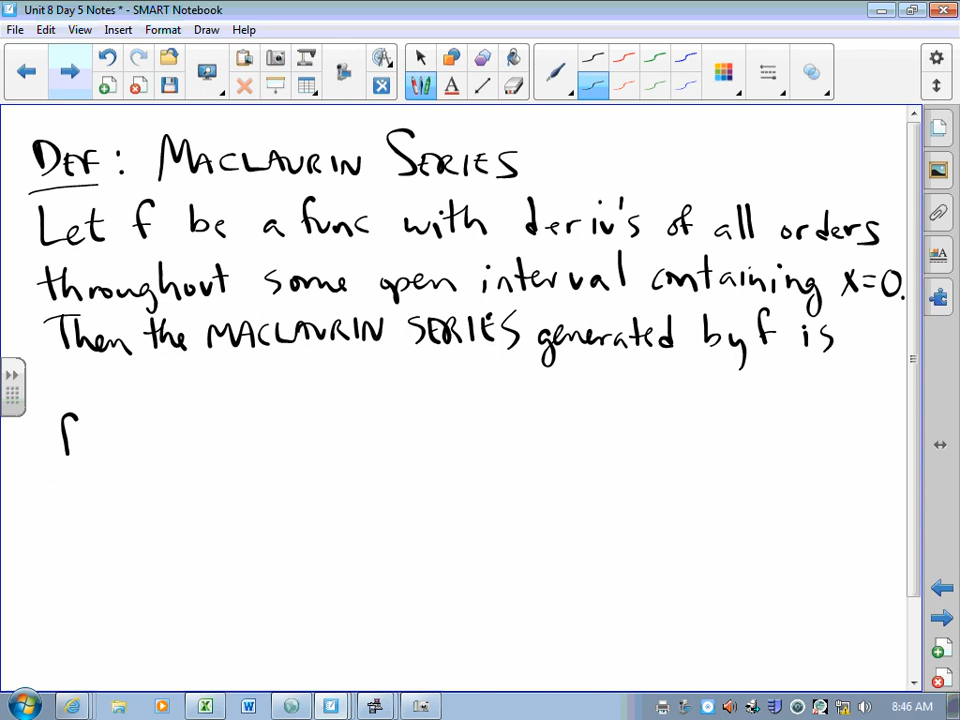 Unit 8 Day 5 Notes * - SMART Notebook
File Edit View Insert Format Draw Help
DEF: MACLAURIN SERIES
Let f be a func with deriv's of all orders
throughout some open interval containing x=0.
Then the MACLAURIN SERIES generated by f is
f
8:46 AM